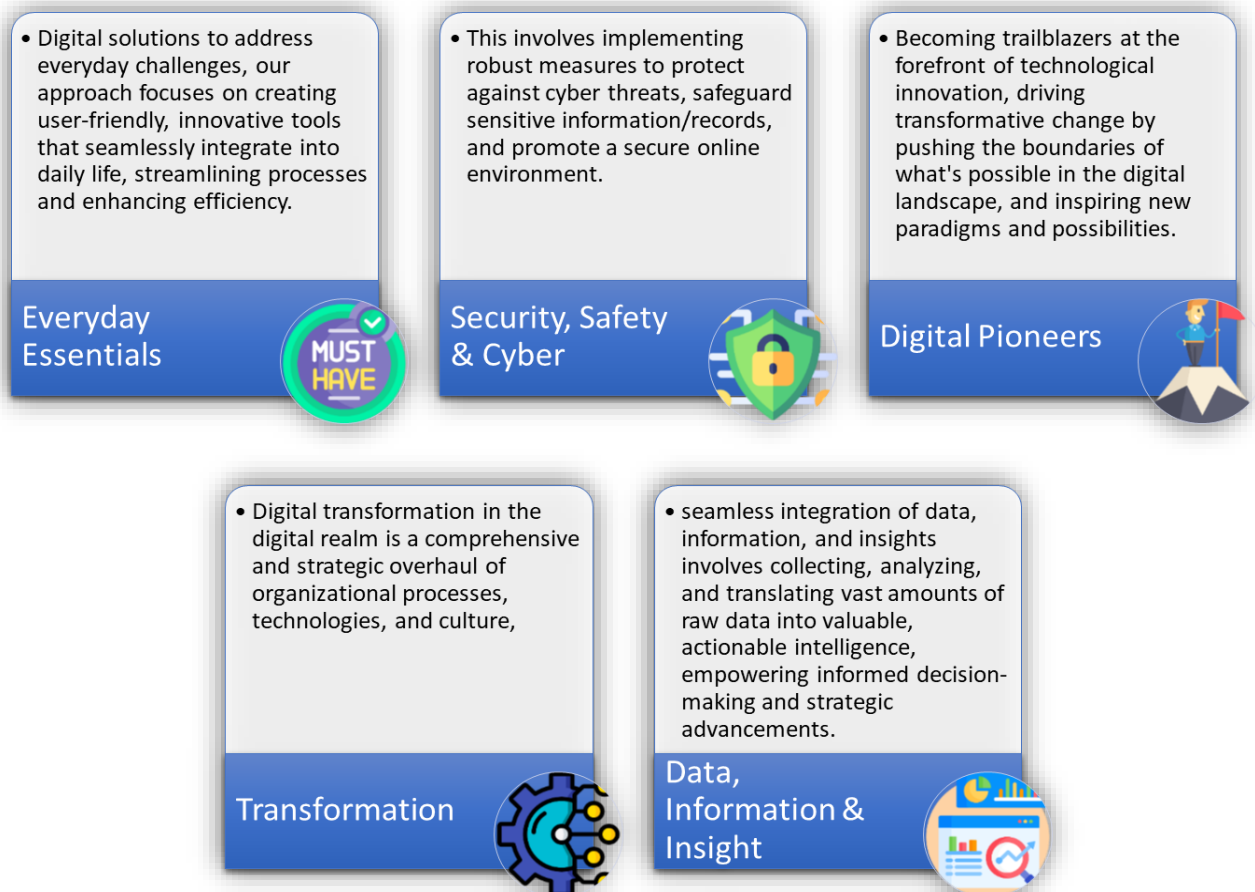 • Digital solutions to address
everyday challenges, our
approach focuses on creating
user-friendly, innovative tools
that seamlessly integrate into
daily life, streamlining processes
and enhancing efficiency.
Everyday
Essentials
MUST
HAVE
• This involves implementing
robust measures to protect
against cyber threats, safeguard
sensitive information/records,
and promote a secure online
environment.
Security, Safety
& Cyber
• Becoming trailblazers at the
forefront of technological
innovation, driving
transformative change by
pushing the boundaries of
what's possible in the digital
landscape, and inspiring new
paradigms and possibilities.
Digital Pioneers
• Digital transformation in the
digital realm is a comprehensive
and strategic overhaul of
organizational processes,
technologies, and culture,
Transformation
• seamless integration of data,
information, and insights
involves collecting, analyzing,
and translating vast amounts of
raw data into valuable,
actionable intelligence,
empowering informed decision-
making and strategic
advancements.
Data,
Information &
Insight